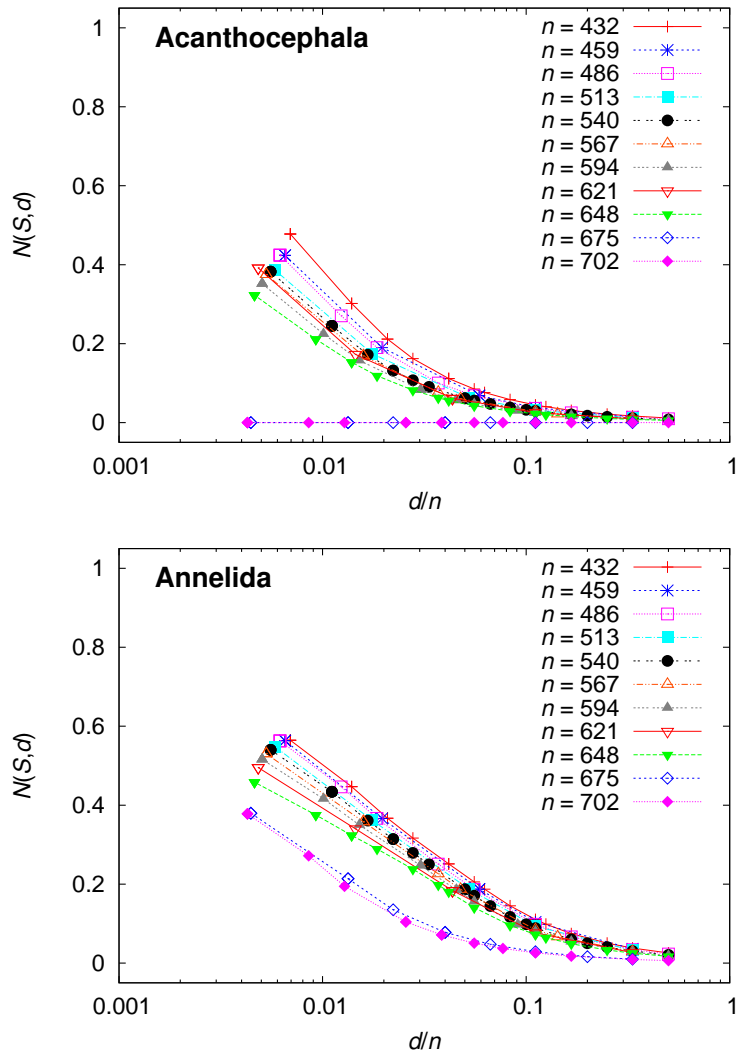 Acanthocephala
n = 432
n = 459
n = 486
n = 513
n = 540
n = 567
n = 594
n = 621
n = 648
n = 675
n = 702
1
0.8
0.6
0.4
0.2
0
N(S,d)
0.001 0.01 0.1 1
d/n
Annelida
n = 432
n = 459
n = 486
n = 513
n = 540
n = 567
n = 594
n = 621
n = 648
n = 675
n = 702
1
0.8
0.6
0.4
0.2
0
N(S,d)
0.001 0.01 0.1 1
d/n